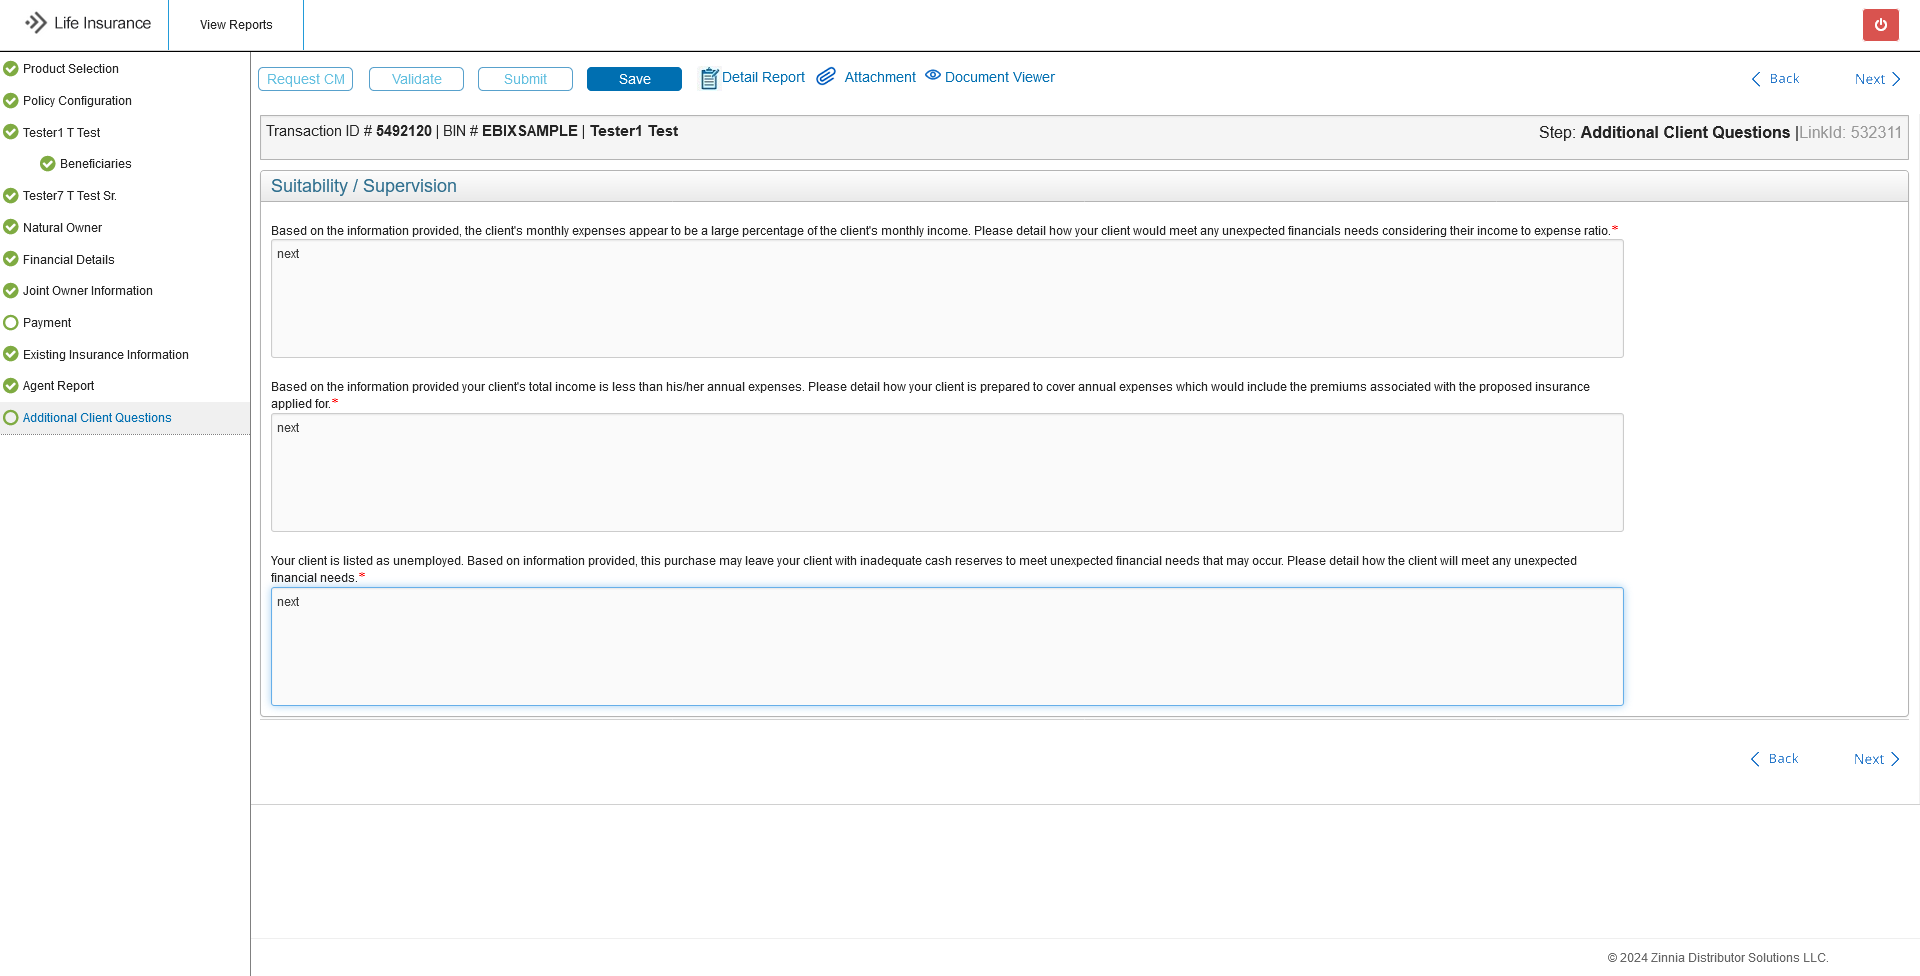 Life Insurance
View Reports
Product Selection
Policy Configuration
Tester1 T Test
Beneficiaries
Tester7 T Test Sr.
Natural Owner
Financial Details
Joint Owner Information
Payment
Existing Insurance Information
Agent Report
Additional Client Questions
Request CM
Validate
Submit
Save
Detail Report
Attachment
Document Viewer
Back
Next
Transaction ID # 5492120 | BIN # EBIXSAMPLE | Tester1 Test
Step: Additional Client Questions |LinkId: 532311
Suitability / Supervision
Based on the information provided, the client's monthly expenses appear to be a large percentage of the client's monthly income. Please detail how your client would meet any unexpected financials needs considering their income to expense ratio.*
next
Based on the information provided your client's total income is less than his/her annual expenses. Please detail how your client is prepared to cover annual expenses which would include the premiums associated with the proposed insurance
applied for.*
next
Your client is listed as unemployed. Based on information provided, this purchase may leave your client with inadequate cash reserves to meet unexpected financial needs that may occur. Please detail how the client will meet any unexpected
financial needs.*
next
Back
Next
© 2024 Zinnia Distributor Solutions LLC.